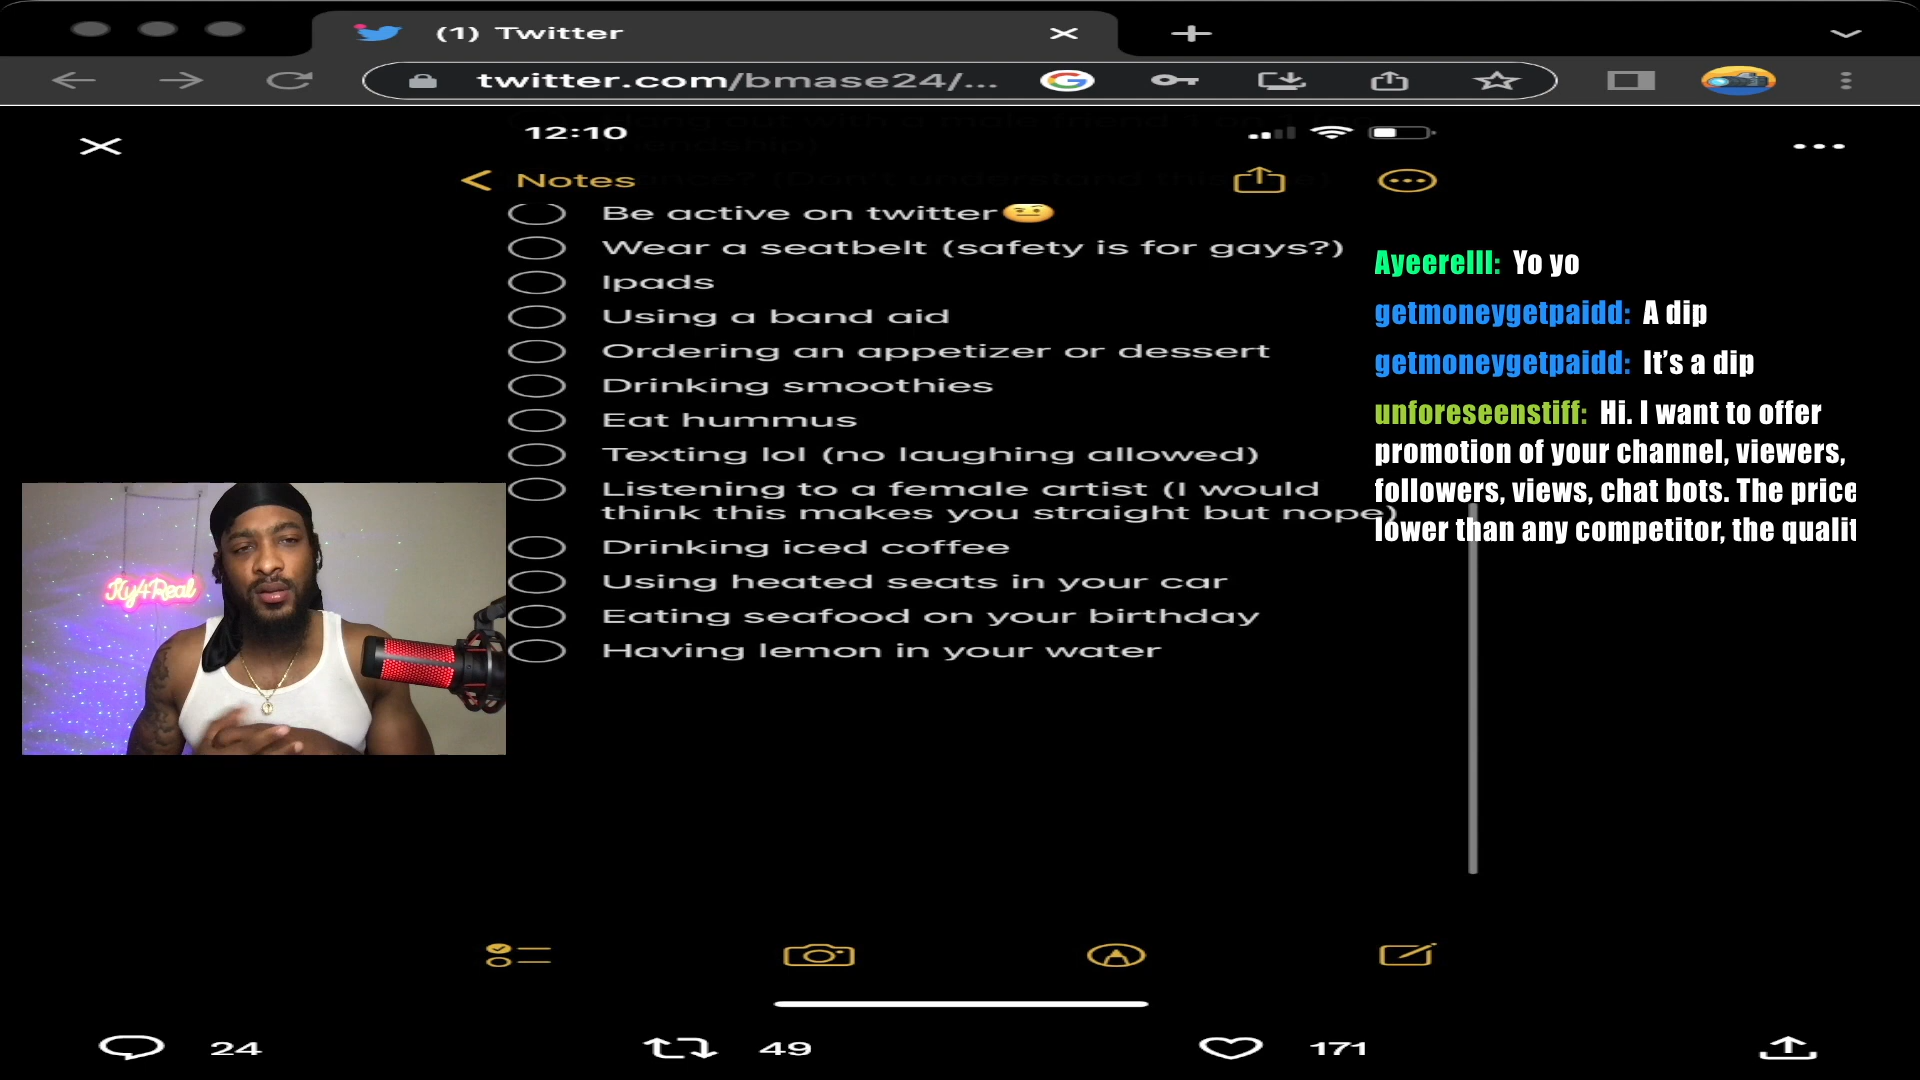 (1) Twitter
twitter.com/bmase24/...
12:10
Notes
Be active on twitter🤨
Wear a seatbelt (safety is for gays?)
Ipads
Using a band aid
Ordering an appetizer or dessert
Drinking smoothies
Eat hummus
Texting lol (no laughing allowed)
Listening to a female artist (I would
think this makes you straight but nope)
Drinking iced coffee
Using heated seats in your car
Eating seafood on your birthday
Having lemon in your water
Ayeerelll: Yo yo
getmoneygetpaidd: A dip
getmoneygetpaidd: It's a dip
unforeseenstiff: Hi. I want to offer
promotion of your channel, viewers,
followers, views, chat bots. The price
lower than any competitor, the qualit
Ky4Real
24
49
171